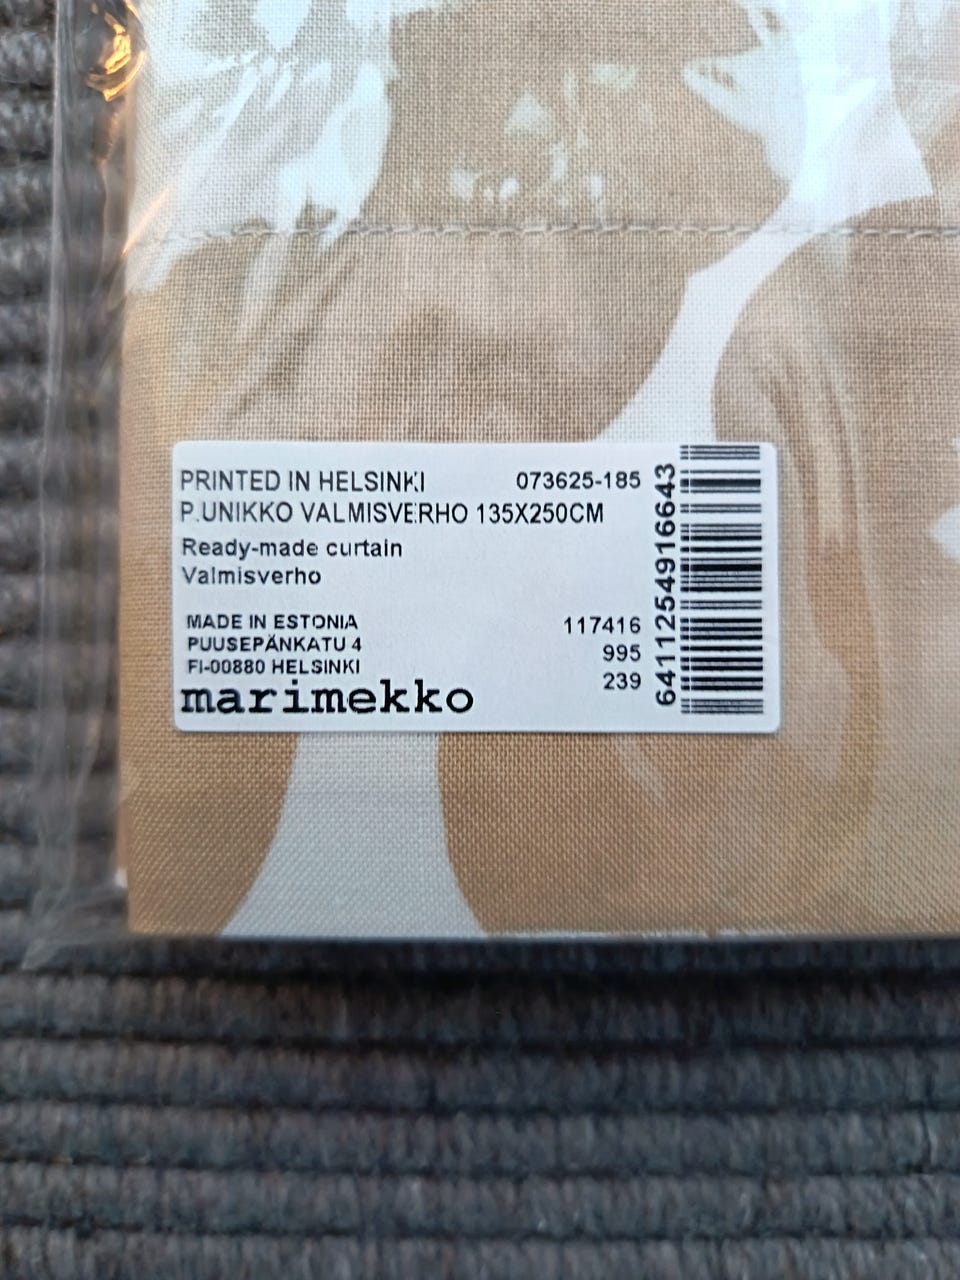 PRINTED IN HELSINKI 073625-185
P.UNIKKO VALMISVERHO 135X250CM
Ready-made curtain
Valmisverho
MADE IN ESTONIA 117416
PUUSEPÄNKATU 4 995
FI-00880 HELSINKI 239
marimekko
6411254916643